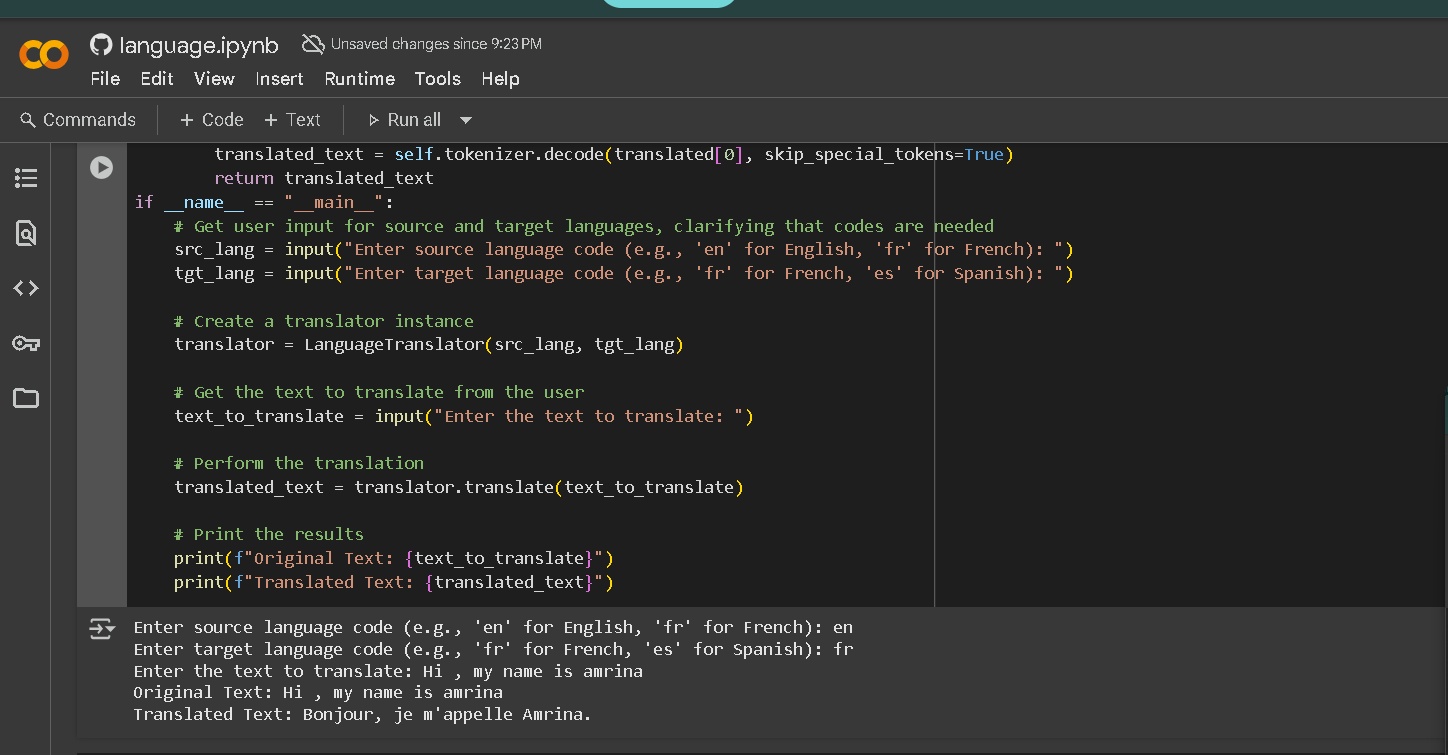 language.ipynb Unsaved changes since 9:23 PM
File Edit View Insert Runtime Tools Help
Commands + Code + Text Run all
        translated_text = self.tokenizer.decode(translated[0], skip_special_tokens=True)
        return translated_text
if __name__ == "__main__":
    # Get user input for source and target languages, clarifying that codes are needed
    src_lang = input("Enter source language code (e.g., 'en' for English, 'fr' for French): ")
    tgt_lang = input("Enter target language code (e.g., 'fr' for French, 'es' for Spanish): ")
    # Create a translator instance
    translator = LanguageTranslator(src_lang, tgt_lang)
    # Get the text to translate from the user
    text_to_translate = input("Enter the text to translate: ")
    # Perform the translation
    translated_text = translator.translate(text_to_translate)
    # Print the results
    print(f"Original Text: {text_to_translate}")
    print(f"Translated Text: {translated_text}")
Enter source language code (e.g., 'en' for English, 'fr' for French): en
Enter target language code (e.g., 'fr' for French, 'es' for Spanish): fr
Enter the text to translate: Hi , my name is amrina
Original Text: Hi , my name is amrina
Translated Text: Bonjour, je m'appelle Amrina.